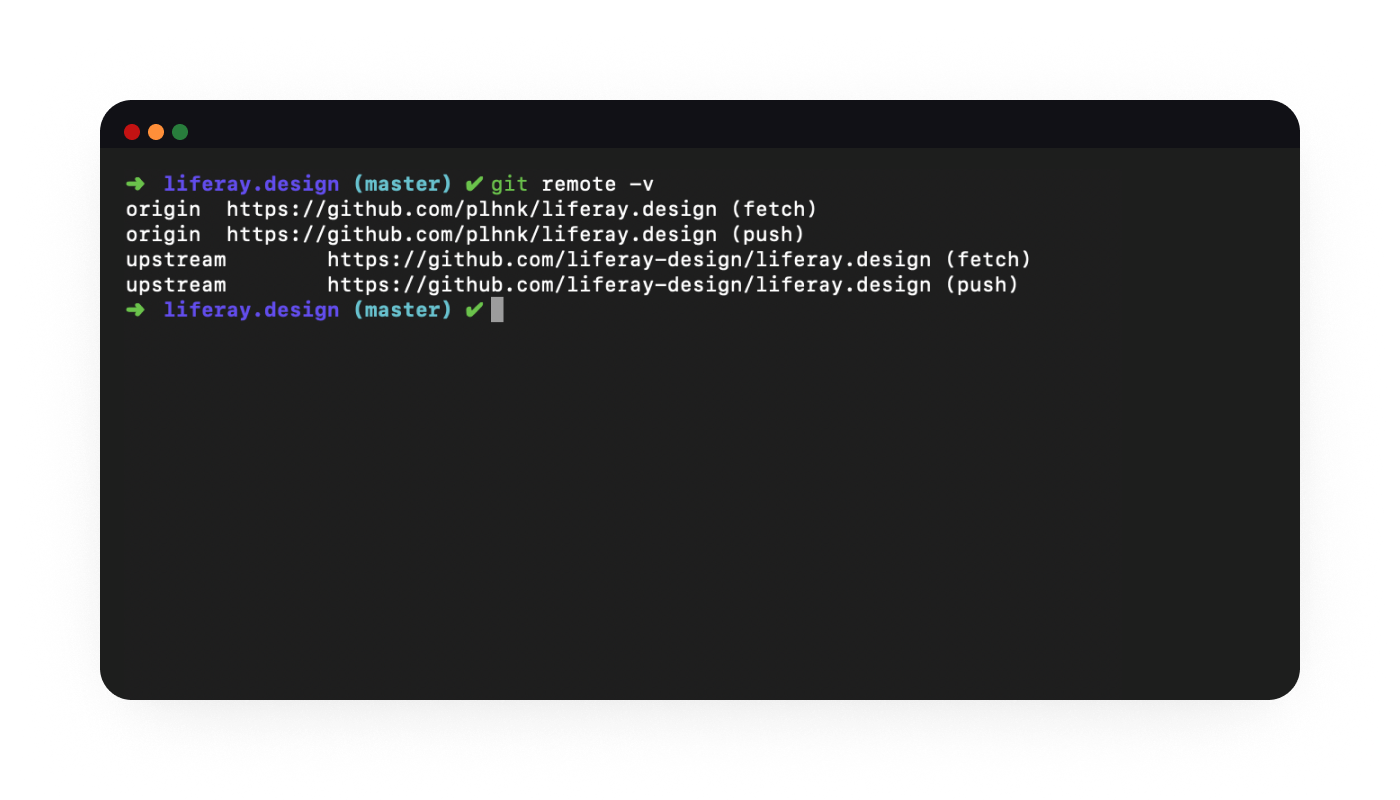 ➜ liferay.design (master) ✔ git remote -v
origin  https://github.com/plhnk/liferay.design (fetch)
origin  https://github.com/plhnk/liferay.design (push)
upstream        https://github.com/liferay-design/liferay.design (fetch)
upstream        https://github.com/liferay-design/liferay.design (push)
➜ liferay.design (master) ✔